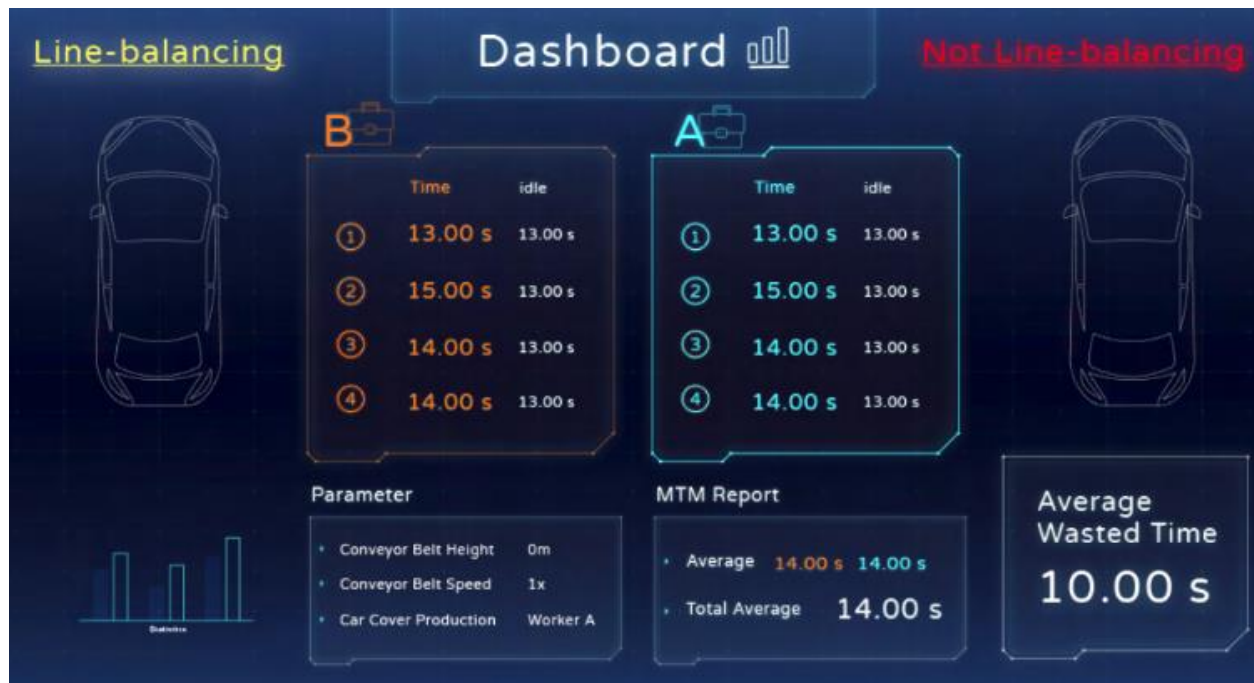 Line-balancing
Dashboard
Not Line-balancing
B
Time idle
1 13.00 s 13.00 s
2 15.00 s 13.00 s
3 14.00 s 13.00 s
4 14.00 s 13.00 s
A
Time idle
1 13.00 s 13.00 s
2 15.00 s 13.00 s
3 14.00 s 13.00 s
4 14.00 s 13.00 s
Statistics
Parameter
Conveyor Belt Height 0m
Conveyor Belt Speed 1x
Car Cover Production Worker A
MTM Report
Average 14.00 s 14.00 s
Total Average 14.00 s
Average
Wasted Time
10.00 s